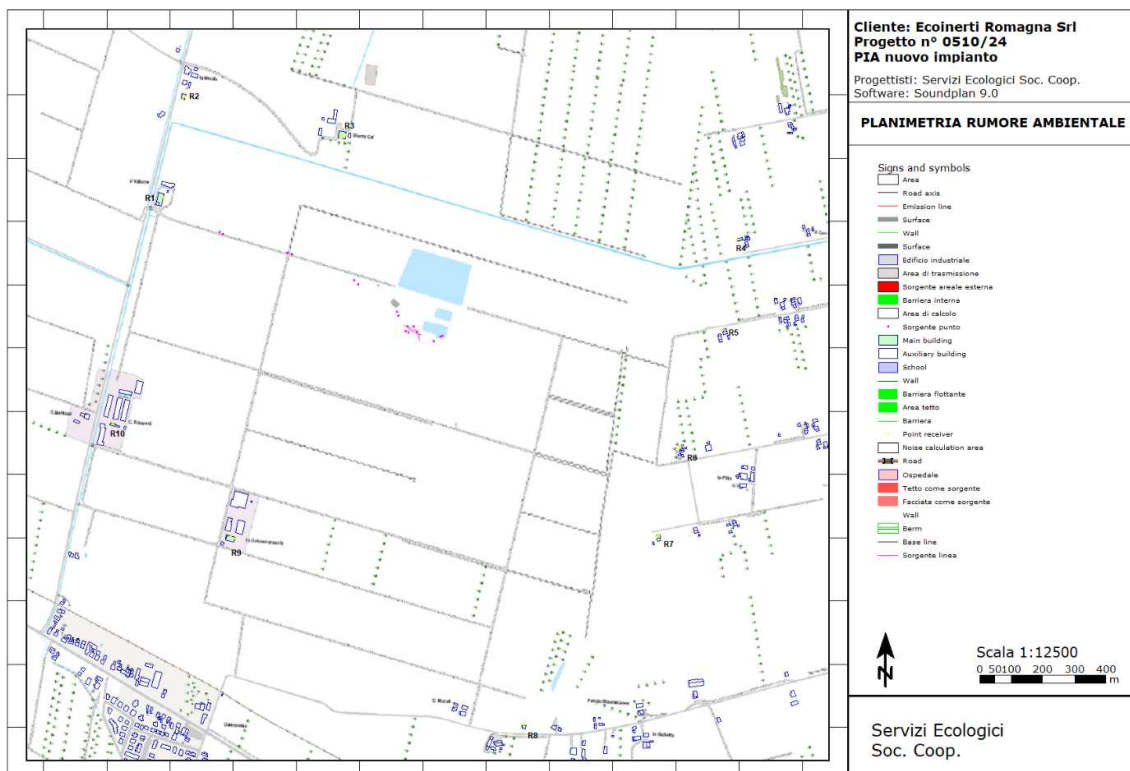 Cliente: Ecoinerti Romagna Srl
Progetto n° 0510/24
PIA nuovo impianto
Progettisti: Servizi Ecologici Soc. Coop.
Software: Soundplan 9.0
PLANIMETRIA RUMORE AMBIENTALE
Signs and symbols
Area
Road axis
Emission line
Surface
Wall
Surface
Edificio industriale
Area di trasmissione
Sorgente areale esterna
Barriera interna
Area di calcolo
Sorgente punto
Main building
Auxiliary building
School
Wall
Barriera flottante
Area tetto
Barriera
Point receiver
Noise calculation area
Road
Ospedale
Tetto come sorgente
Facciata come sorgente
Wall
Berm
Base line
Sorgente linea
N
Scala 1:12500
0 50100 200 300 400
m
Servizi Ecologici
Soc. Coop.
R2
R3
R1
R4
R5
R10
R6
R9
R7
R8